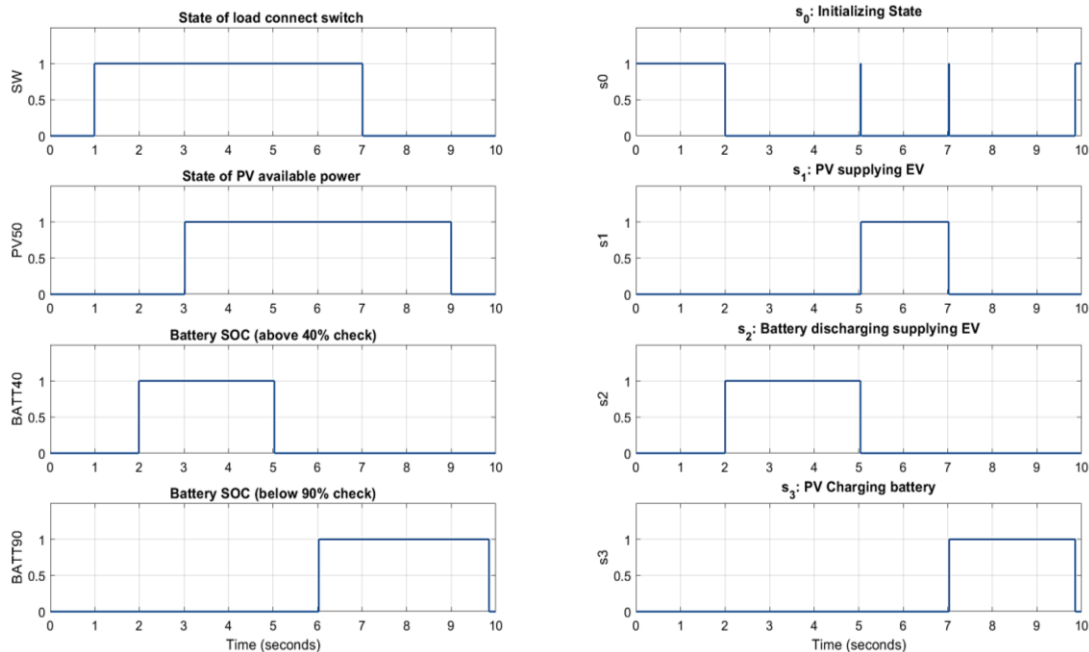 State of load connect switch
1
0.5
0
SW
0 1 2 3 4 5 6 7 8 9 10
State of PV available power
1
0.5
0
PV50
0 1 2 3 4 5 6 7 8 9 10
Battery SOC (above 40% check)
1
0.5
0
BATT40
0 1 2 3 4 5 6 7 8 9 10
Battery SOC (below 90% check)
1
0.5
0
BATT90
0 1 2 3 4 5 6 7 8 9 10
Time (seconds)
s0: Initializing State
1
0.5
0
s0
0 1 2 3 4 5 6 7 8 9 10
s1: PV supplying EV
1
0.5
0
s1
0 1 2 3 4 5 6 7 8 9 10
s2: Battery discharging supplying EV
1
0.5
0
s2
0 1 2 3 4 5 6 7 8 9 10
s3: PV Charging battery
1
0.5
0
s3
0 1 2 3 4 5 6 7 8 9 10
Time (seconds)